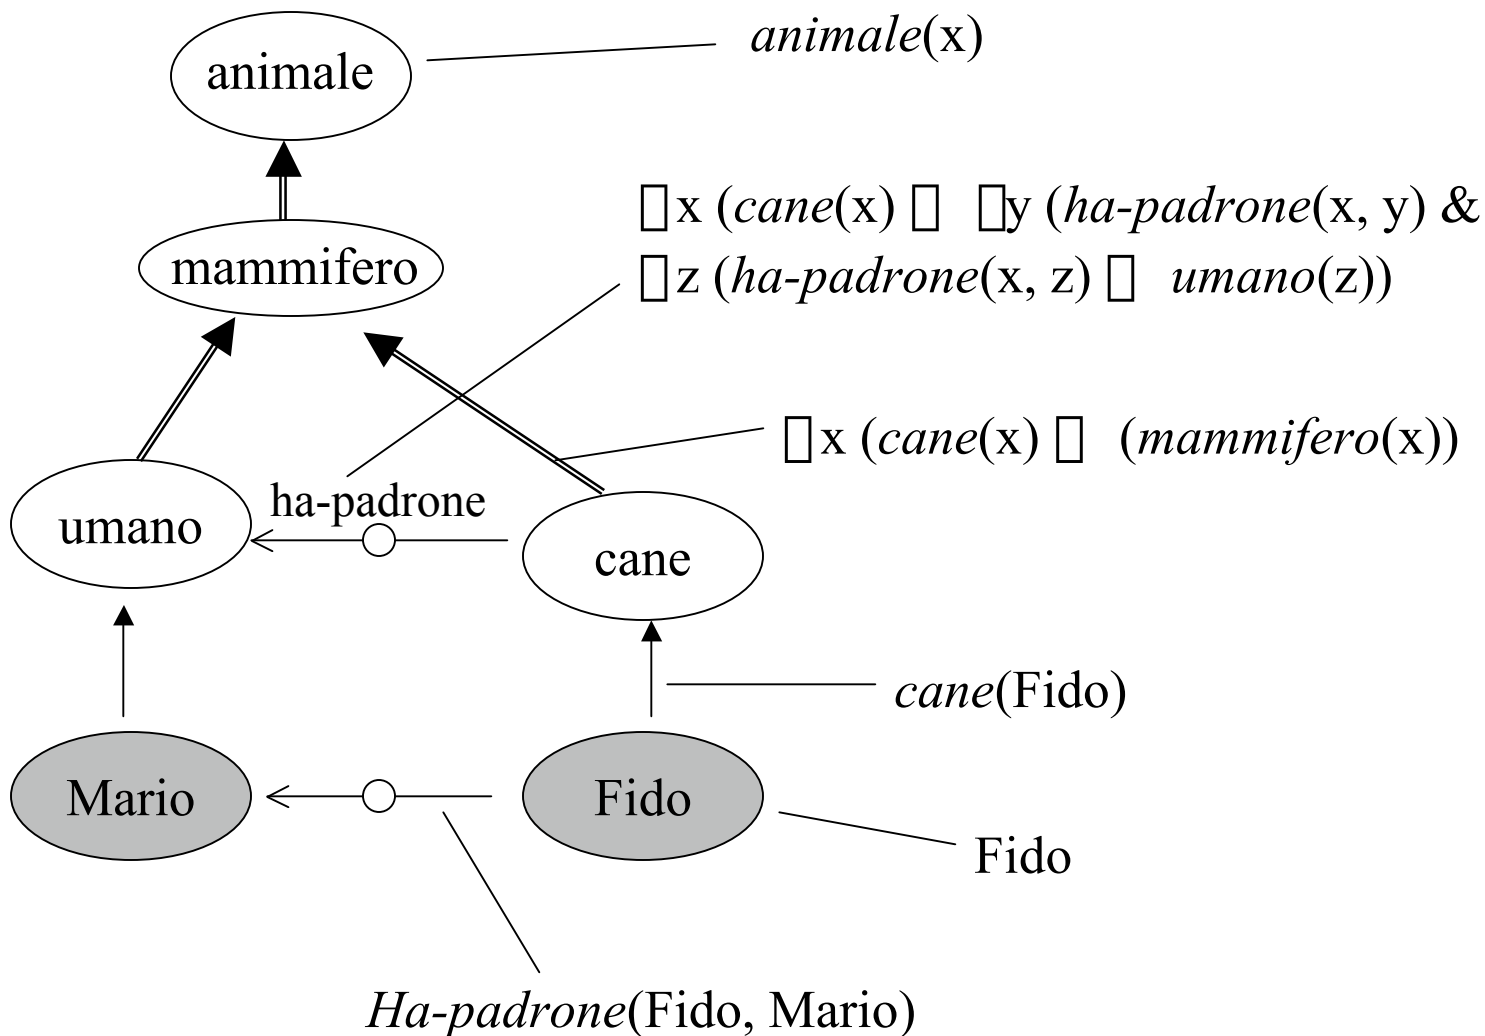 animale
animale(x)
▯x (cane(x) ▯ ▯y (ha-padrone(x, y) &
▯z (ha-padrone(x, z) ▯ umano(z))
mammifero
▯x (cane(x) ▯ (mammifero(x))
ha-padrone
umano
cane
cane(Fido)
Mario
Fido
Fido
Ha-padrone(Fido, Mario)